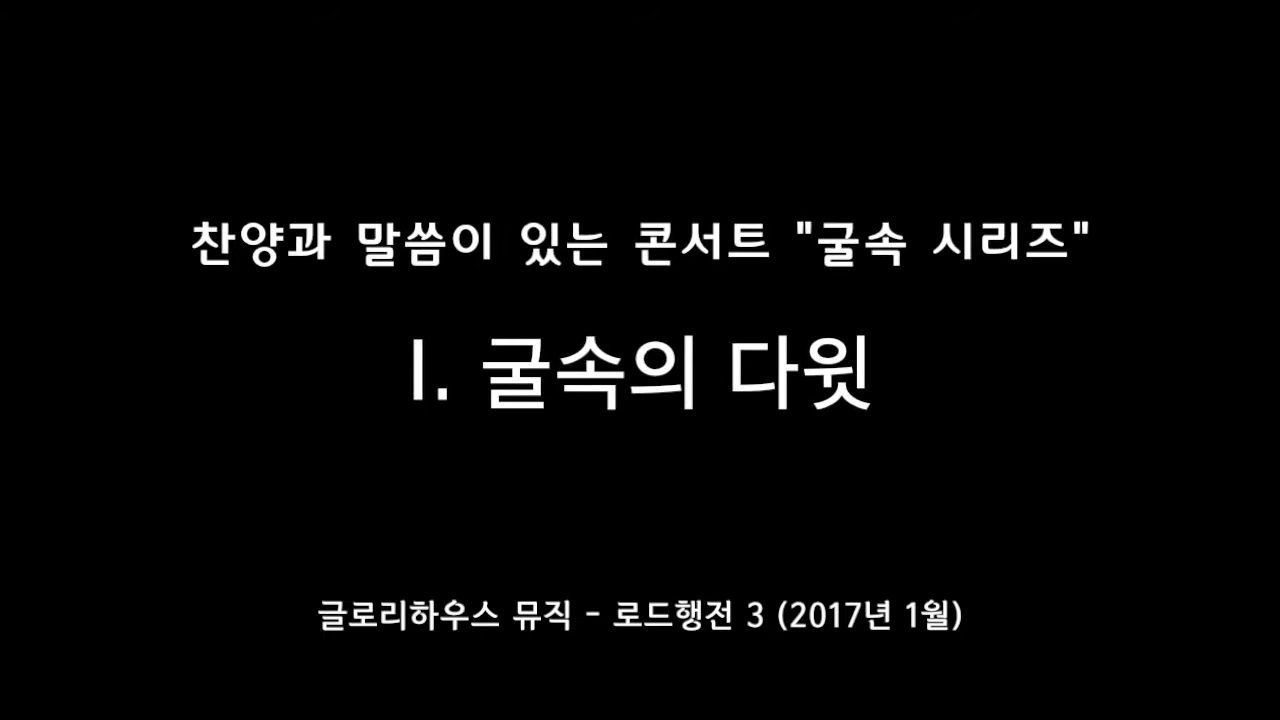 찬양과 말씀이 있는 콘서트 "굴속 시리즈"
I. 굴속의 다윗
글로리하우스 뮤직 - 로드행전 3 (2017년 1월)